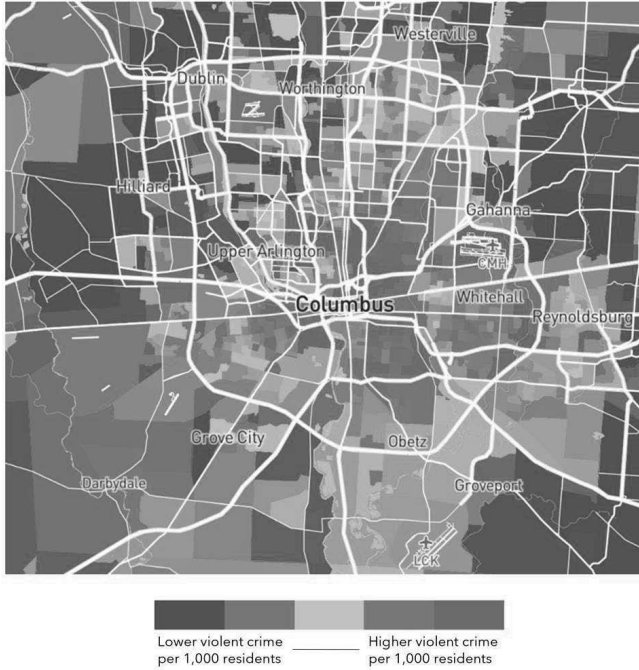 Westerville
Dublin
Worthington
Hilliard
Gahanna
Upper Arlington
CMH
Whitehall
Columbus
Reynoldsburg
Grove City
Obetz
Darbydale
Groveport
LCK
Lower violent crime
per 1,000 residents
Higher violent crime
per 1,000 residents